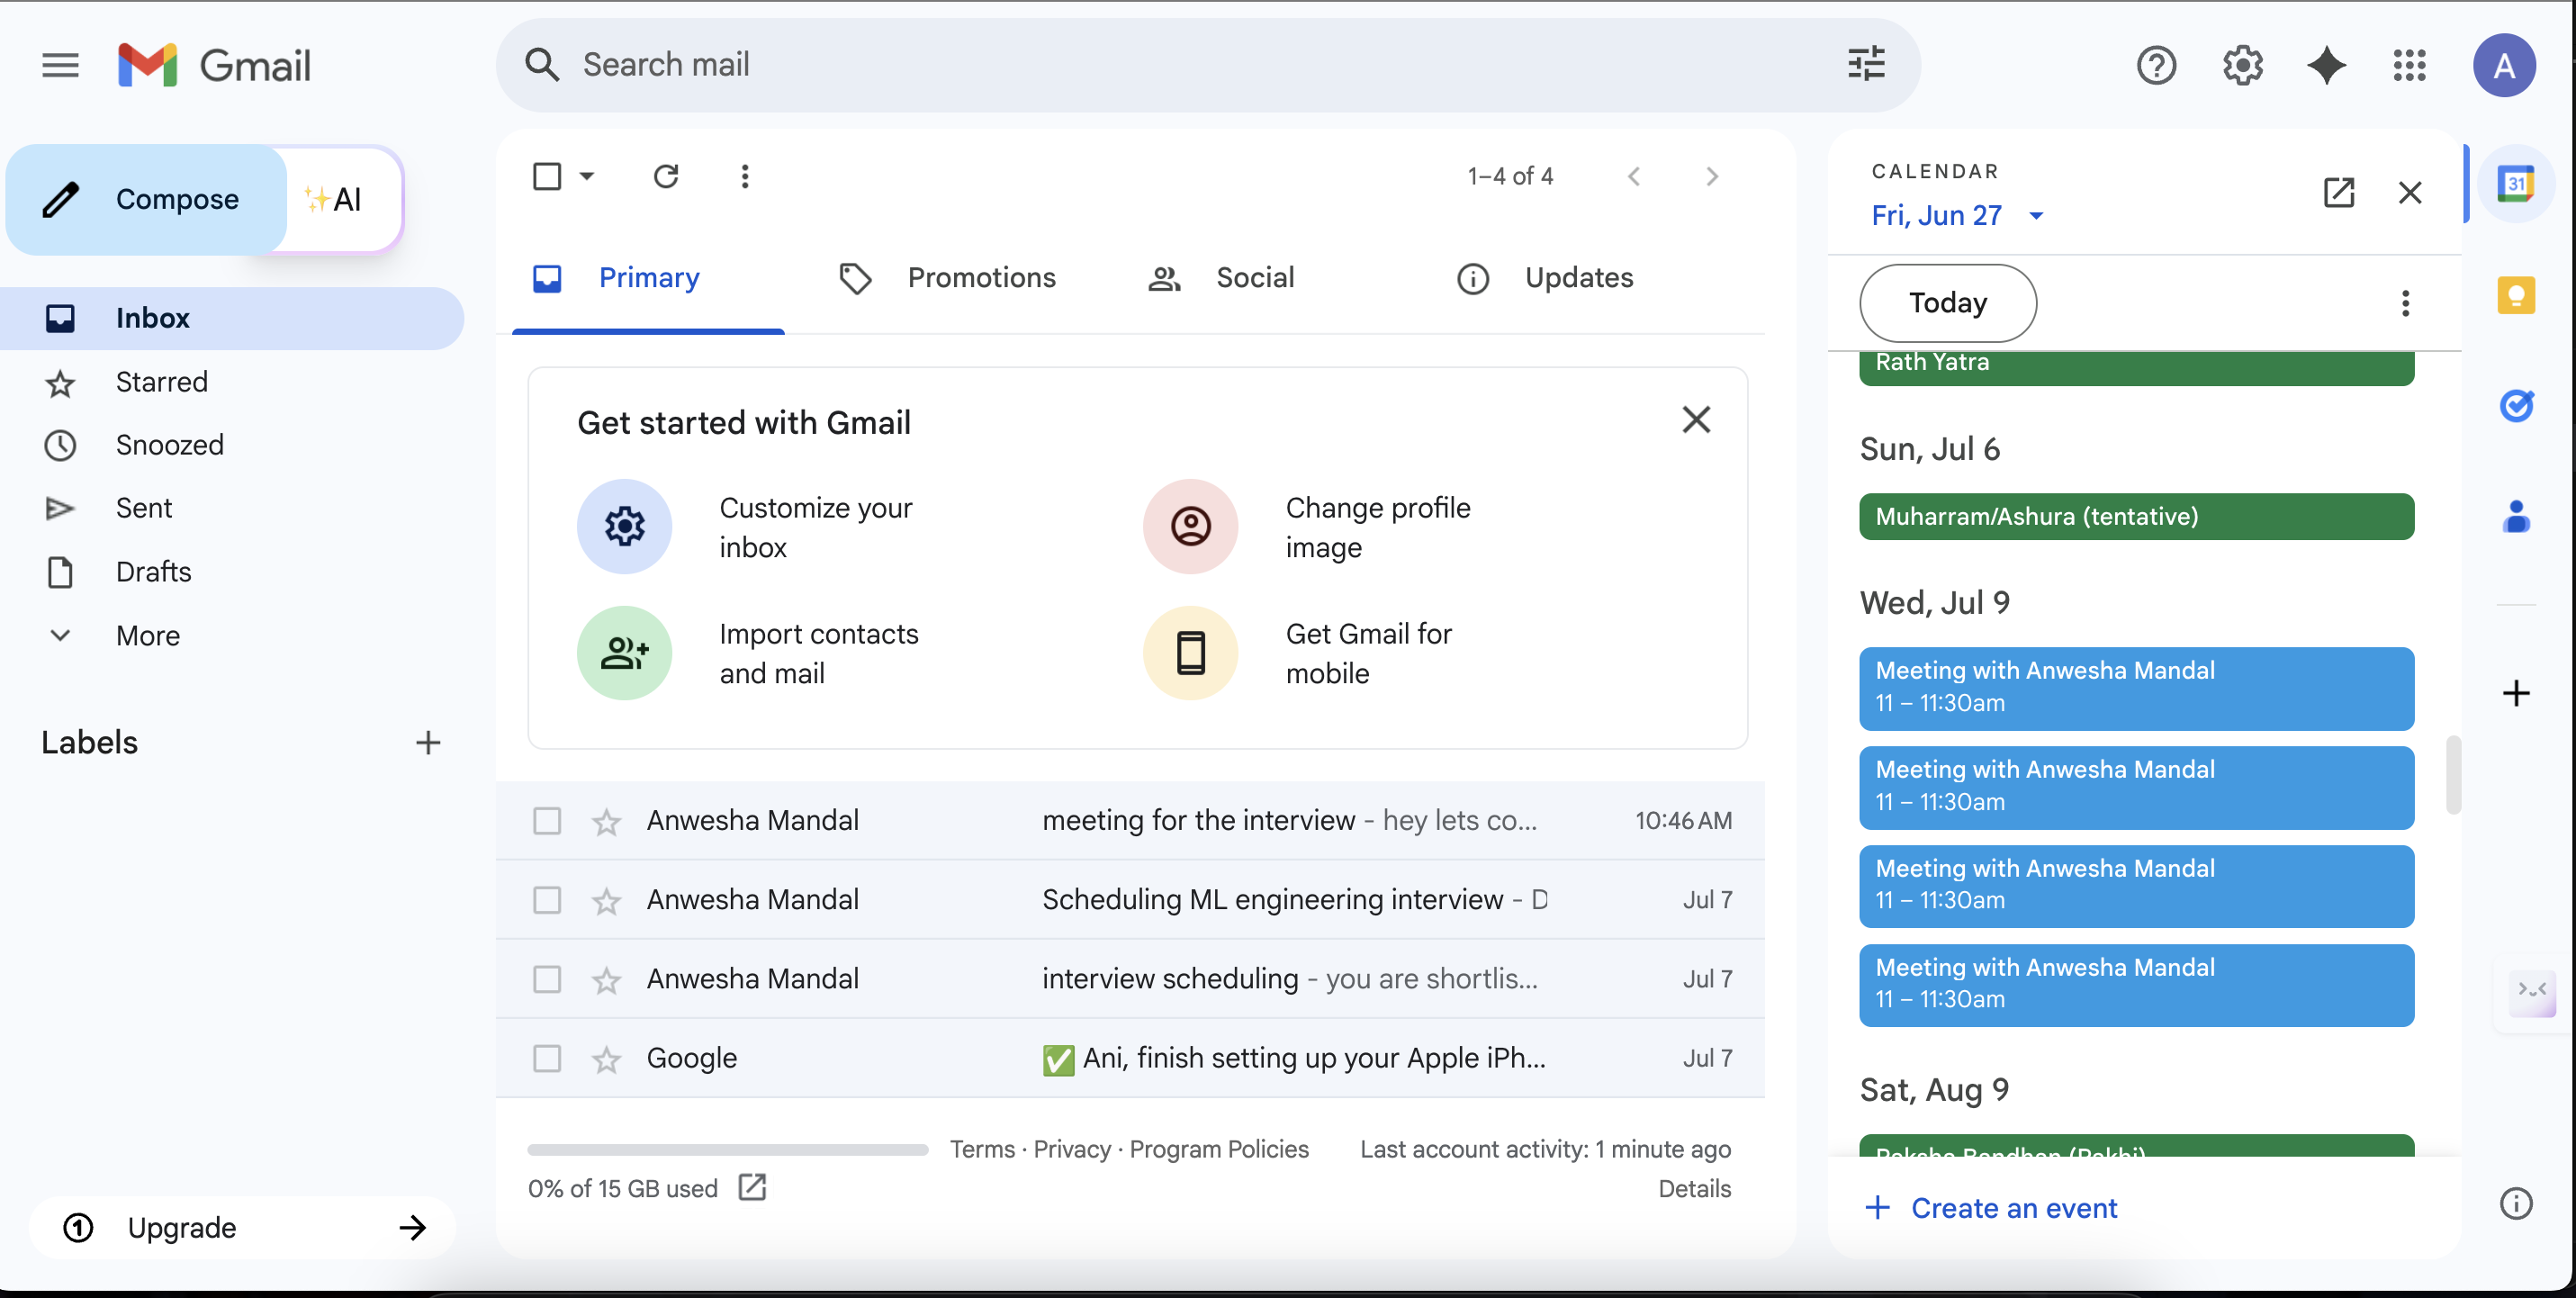 Gmail
Search mail
A
Compose
✨AI
Inbox
Starred
Snoozed
Sent
Drafts
More
Labels
Upgrade
1–4 of 4
Primary
Promotions
Social
Updates
Get started with Gmail
Customize your
inbox
Change profile
image
Import contacts
and mail
Get Gmail for
mobile
Anwesha Mandal meeting for the interview - hey lets co... 10:46 AM
Anwesha Mandal Scheduling ML engineering interview - D Jul 7
Anwesha Mandal interview scheduling - you are shortlis... Jul 7
Google ✅ Ani, finish setting up your Apple iPh... Jul 7
0% of 15 GB used
Terms · Privacy · Program Policies
Last account activity: 1 minute ago
Details
CALENDAR
Fri, Jun 27
Today
Rath Yatra
Sun, Jul 6
Muharram/Ashura (tentative)
Wed, Jul 9
Meeting with Anwesha Mandal
11 – 11:30am
Meeting with Anwesha Mandal
11 – 11:30am
Meeting with Anwesha Mandal
11 – 11:30am
Meeting with Anwesha Mandal
11 – 11:30am
Sat, Aug 9
Raksha Bandhan (Rakhi)
Create an event
31